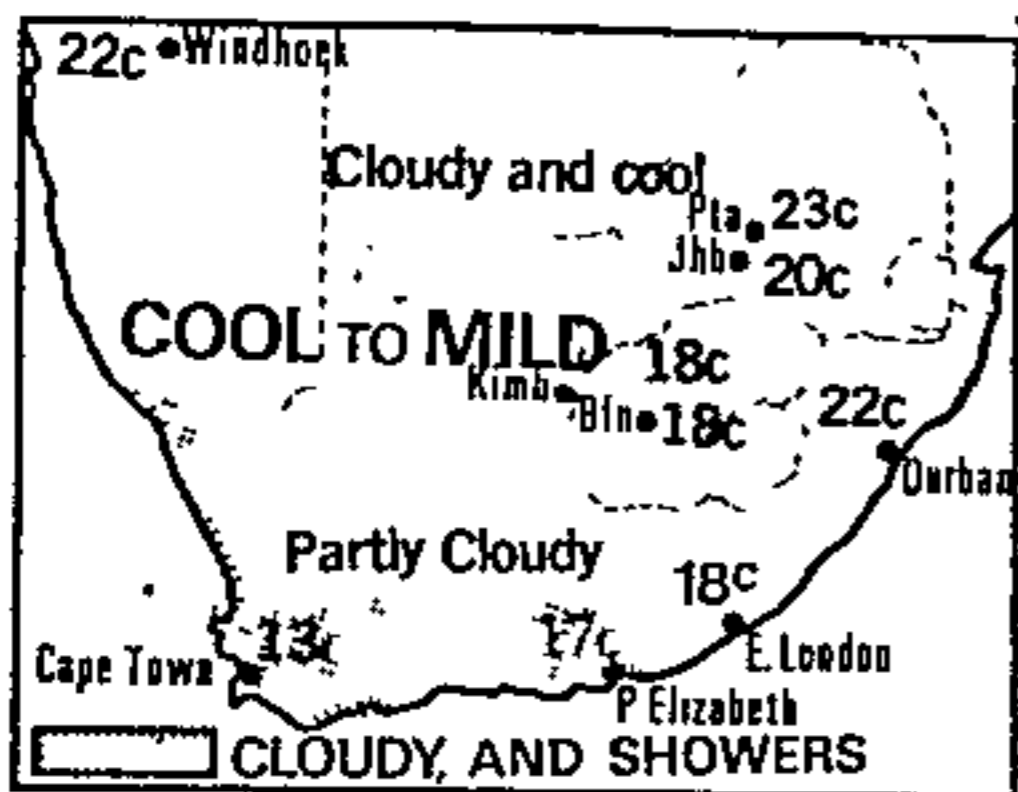 22c Windhoek
Cloudy and cool
Pta 23c
Jhb 20c
COOL TO MILD
Kimb 18c
Bfn 18c
22c
Durban
Partly Cloudy
18c
E. London
13c
Cape Town
17c
P Elizabeth
CLOUDY, AND SHOWERS